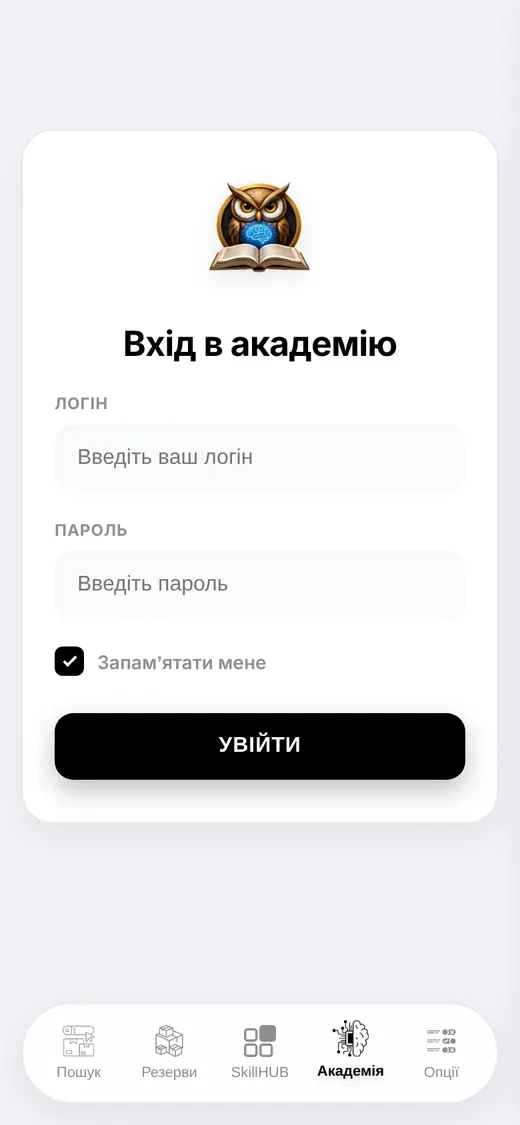 Вхід в академію
ЛОГІН
Введіть ваш логін
ПАРОЛЬ
Введіть пароль
Запам’ятати мене
УВІЙТИ
Пошук
Резерви
SkillHUB
Академія
Опції